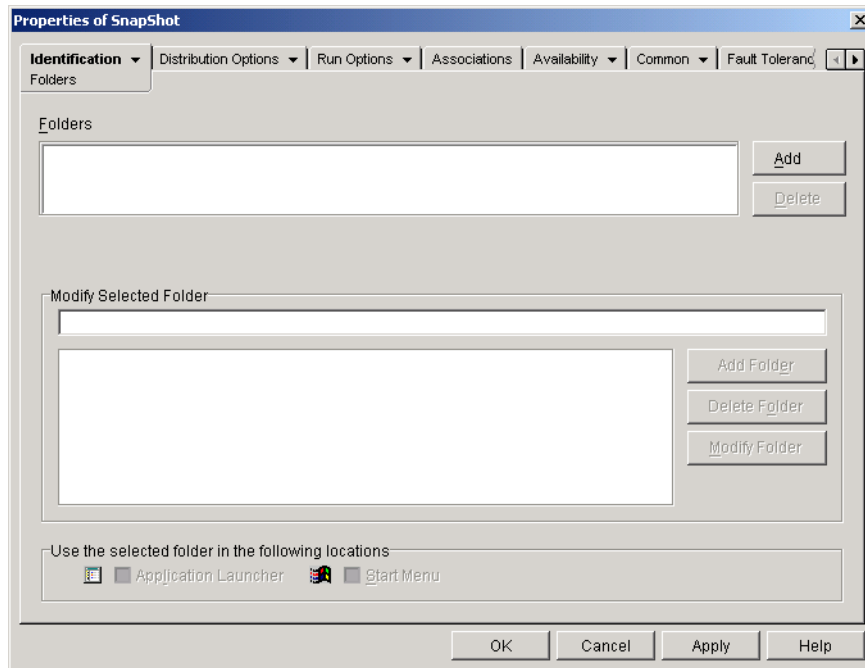 Properties of SnapShot
Identification Distribution Options Run Options Associations Availability Common Fault Toleranc
Folders
Folders
Add
Delete
Modify Selected Folder
Add Folder
Delete Folder
Modify Folder
Use the selected folder in the following locations
Application Launcher Start Menu
OK Cancel Apply Help